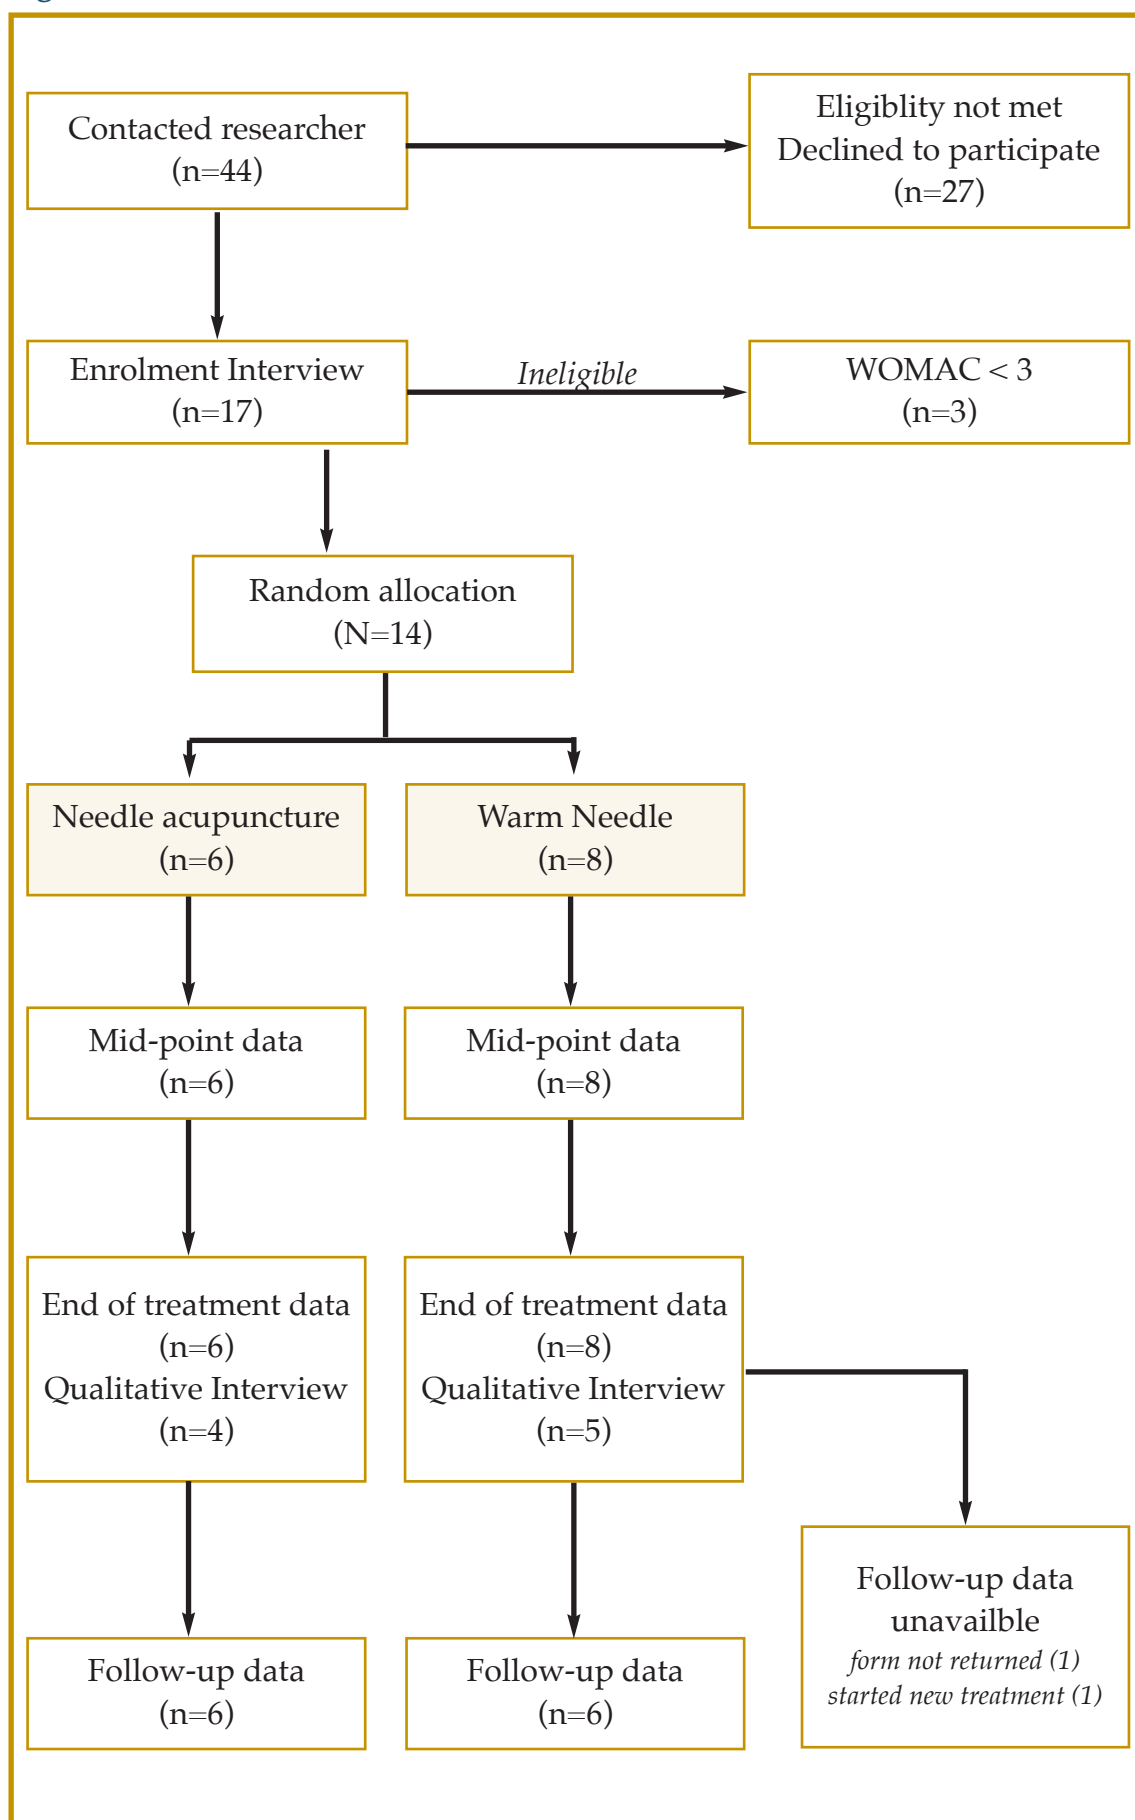 Contacted researcher
(n=44)
Eligiblity not met
Declined to participate
(n=27)
Enrolment Interview
(n=17)
Ineligible
WOMAC < 3
(n=3)
Random allocation
(N=14)
Needle acupuncture
(n=6)
Warm Needle
(n=8)
Mid-point data
(n=6)
Mid-point data
(n=8)
End of treatment data
(n=6)
Qualitative Interview
(n=4)
End of treatment data
(n=8)
Qualitative Interview
(n=5)
Follow-up data
unavailble
form not returned (1)
started new treatment (1)
Follow-up data
(n=6)
Follow-up data
(n=6)